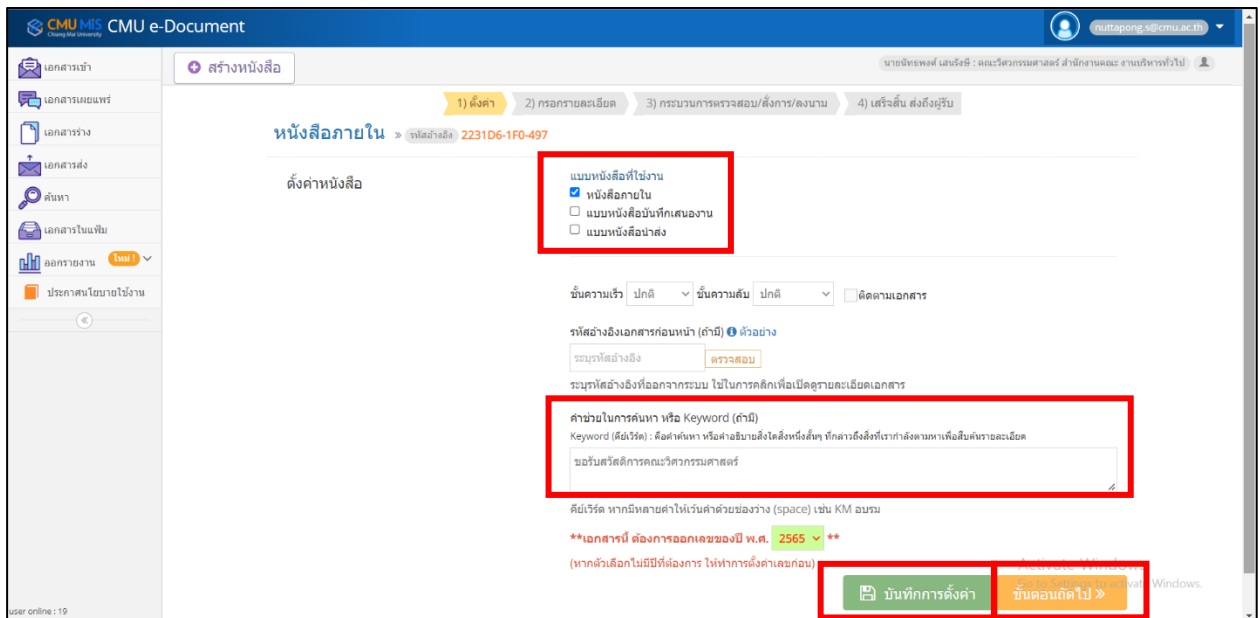 CMU MIS CMU e-Document
Chiang Mai University
nuttapong.s@cmu.ac.th
เอกสารเข้า
สร้างหนังสือ
นายนัทธพงศ์ เสนรังษี : คณะวิศวกรรมศาสตร์ สำนักงานคณะ งานบริหารทั่วไป
เอกสารเผยแพร่
1) ตั้งค่า 2) กรอกรายละเอียด 3) กระบวนการตรวจสอบ/สั่งการ/ลงนาม 4) เสร็จสิ้น ส่งถึงผู้รับ
เอกสารร่าง
หนังสือภายใน » รหัสอ้างอิง 2231D6-1F0-497
เอกสารส่ง
ตั้งค่าหนังสือ
แบบหนังสือที่ใช้งาน
หนังสือภายใน
แบบหนังสือบันทึกเสนองาน
แบบหนังสือนำส่ง
ค้นหา
เอกสารในแฟ้ม
ออกรายงาน ใหม่ !
ประกาศนโยบายใช้งาน
ชั้นความเร็ว ปกติ ชั้นความลับ ปกติ ติดตามเอกสาร
รหัสอ้างอิงเอกสารก่อนหน้า (ถ้ามี) ตัวอย่าง
ระบุรหัสอ้างอิง ตรวจสอบ
ระบุรหัสอ้างอิงที่ออกจากระบบ ใช้ในการคลิกเพื่อเปิดดูรายละเอียดเอกสาร
คำช่วยในการค้นหา หรือ Keyword (ถ้ามี)
Keyword (คีย์เวิร์ด) : คือคำค้นหา หรือคำอธิบายสิ่งใดสิ่งหนึ่งสั้นๆ ที่กล่าวถึงสิ่งที่เรากำลังตามหาเพื่อสืบค้นรายละเอียด
ขอรับสวัสดิการคณะวิศวกรรมศาสตร์
คีย์เวิร์ด หากมีหลายคำให้เว้นคำด้วยช่องว่าง (space) เช่น KM อบรม
**เอกสารนี้ ต้องการออกเลขของปี พ.ศ. 2565 **
(หากตัวเลือกไม่มีปีที่ต้องการ ให้ทำการตั้งค่าเลขก่อน)
Activate Windows
Go to Settings to activate Windows.
บันทึกการตั้งค่า ขั้นตอนถัดไป »
user online : 19